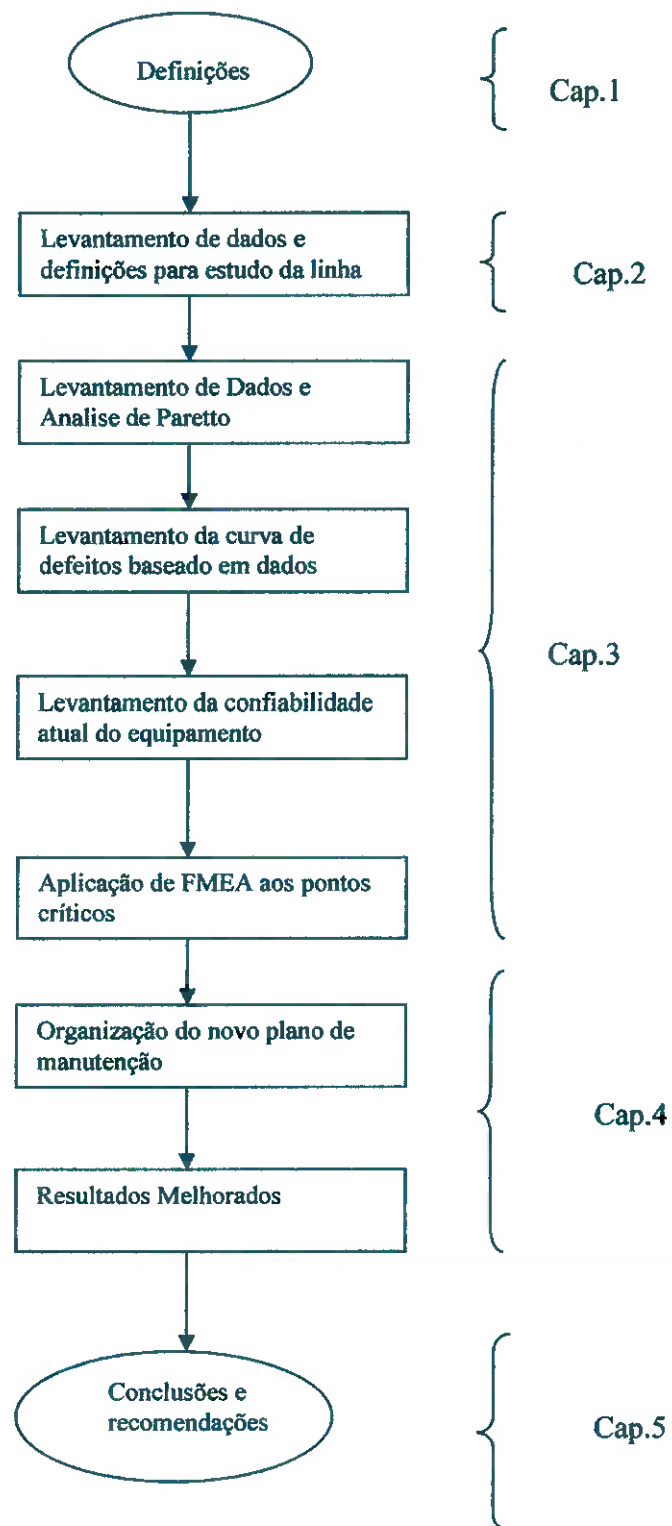 Definições
Cap.1
Levantamento de dados e
definições para estudo da linha
Cap.2
Levantamento de Dados e
Analise de Paretto
Levantamento da curva de
defeitos baseado em dados
Levantamento da confiabilidade
atual do equipamento
Aplicação de FMEA aos pontos
críticos
Cap.3
Organização do novo plano de
manutenção
Resultados Melhorados
Cap.4
Conclusões e
recomendações
Cap.5